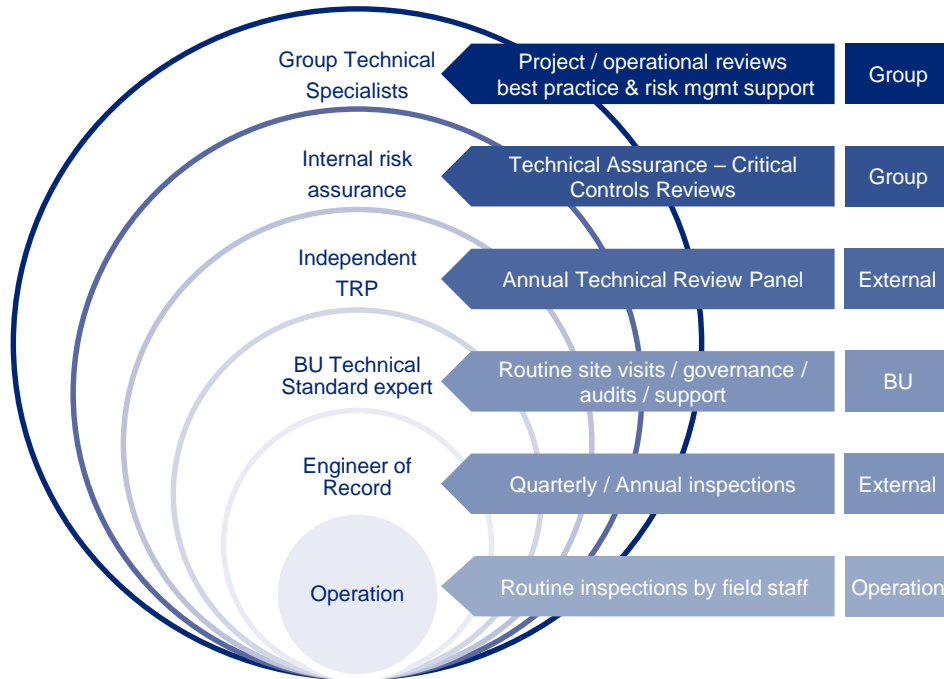 Group Technical
Specialists
Project / operational reviews
best practice & risk mgmt support
Group
Internal risk
assurance
Technical Assurance – Critical
Controls Reviews
Group
Independent
TRP
Annual Technical Review Panel
External
BU Technical
Standard expert
Routine site visits / governance /
audits / support
BU
Engineer of
Record
Quarterly / Annual inspections
External
Operation
Routine inspections by field staff
Operation